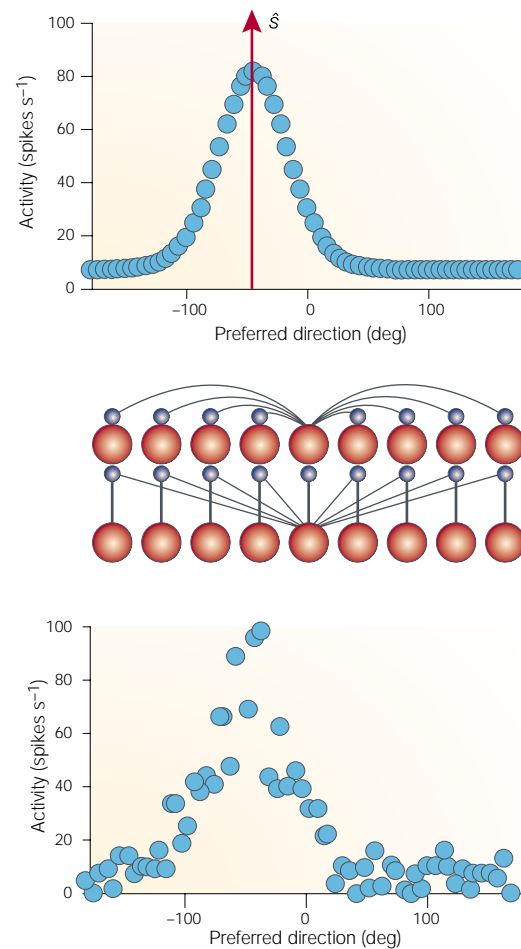 100
80
60
40
20
0
Activity (spikes s⁻¹)
ŝ
–100 0 100
Preferred direction (deg)
100
80
60
40
20
0
Activity (spikes s⁻¹)
–100 0 100
Preferred direction (deg)